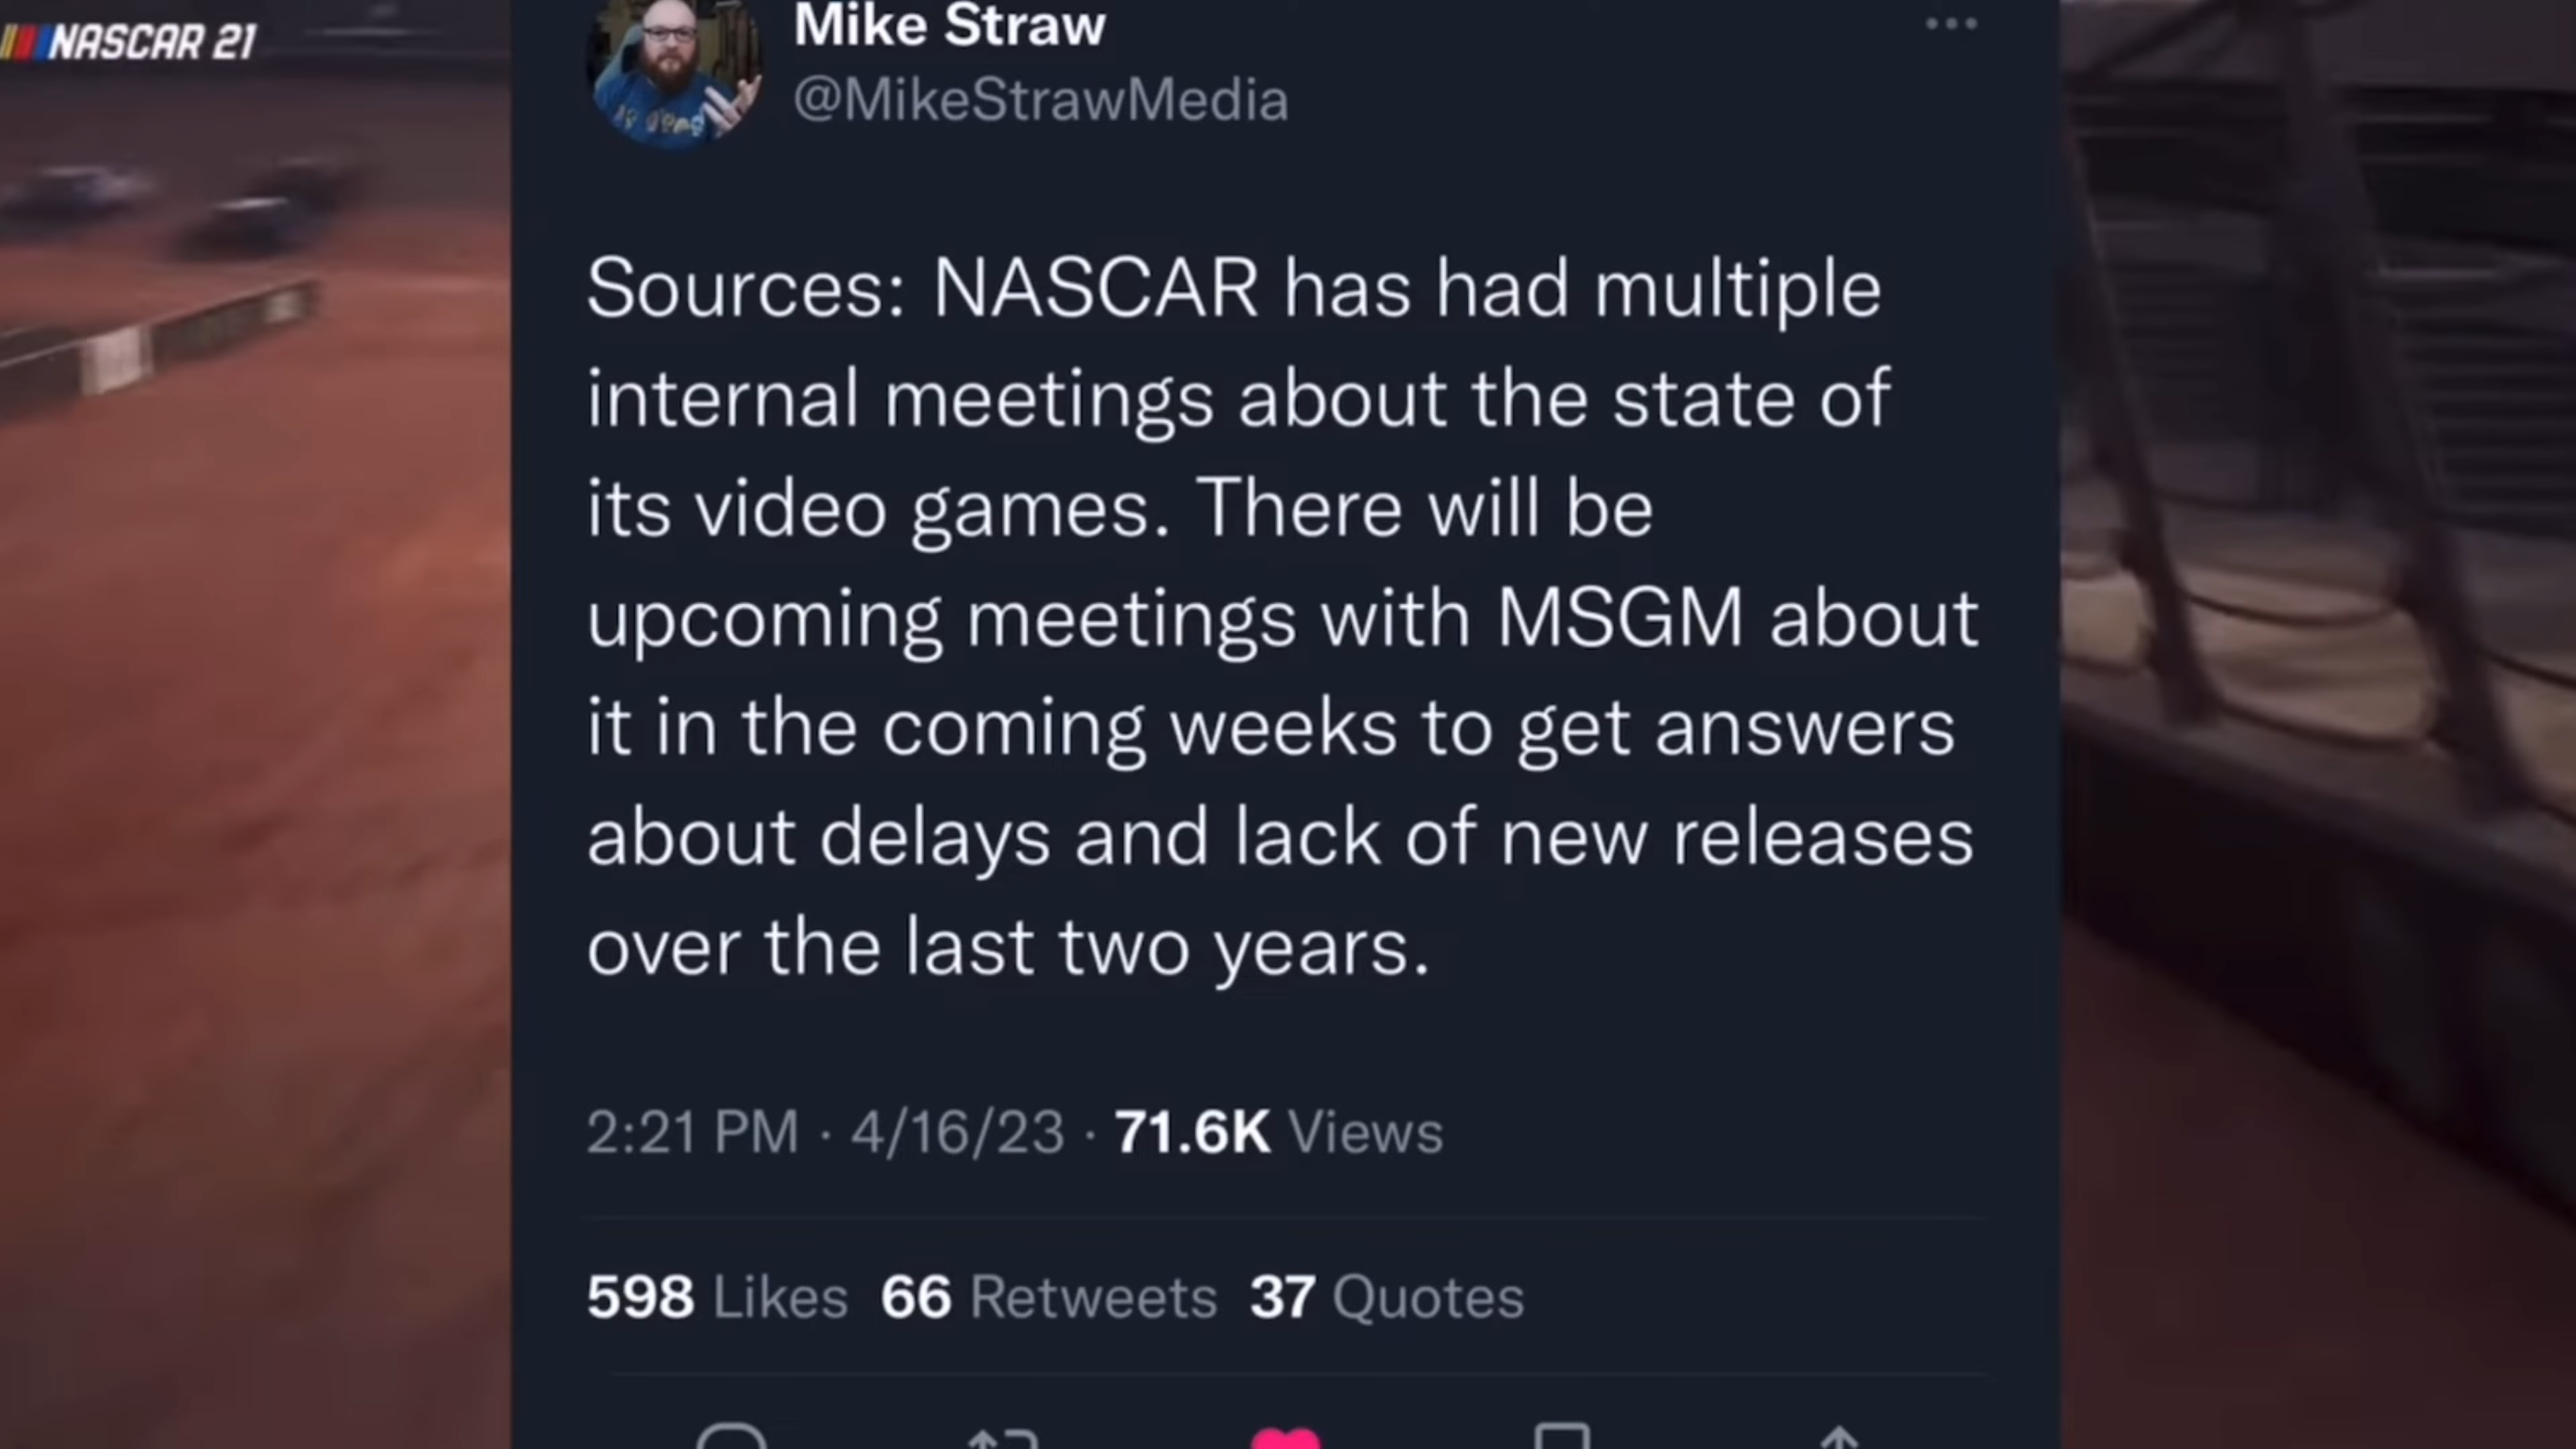 NASCAR 21
Mike Straw
@MikeStrawMedia
Sources: NASCAR has had multiple
internal meetings about the state of
its video games. There will be
upcoming meetings with MSGM about
it in the coming weeks to get answers
about delays and lack of new releases
over the last two years.
2:21 PM · 4/16/23 · 71.6K Views
598 Likes 66 Retweets 37 Quotes